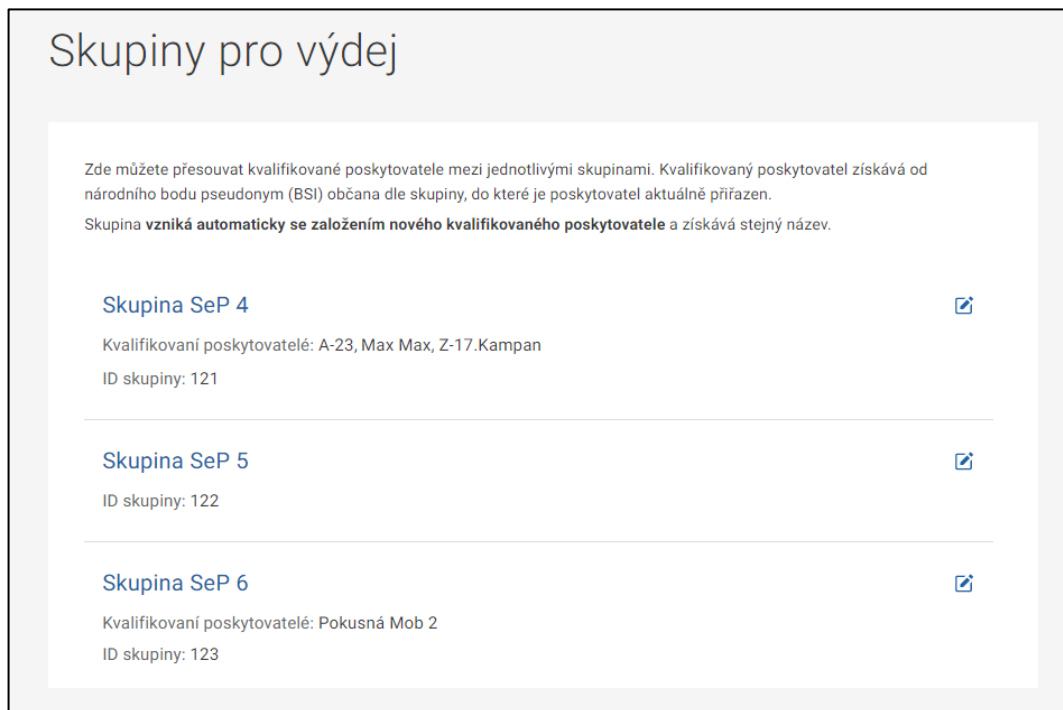 Skupiny pro výdej
Zde můžete přesouvat kvalifikované poskytovatele mezi jednotlivými skupinami. Kvalifikovaný poskytovatel získává od
národního bodu pseudonym (BSI) občana dle skupiny, do které je poskytovatel aktuálně přiřazen.
Skupina vzniká automaticky se založením nového kvalifikovaného poskytovatele a získává stejný název.
Skupina SeP 4
Kvalifikovaní poskytovatelé: A-23, Max Max, Z-17.Kampan
ID skupiny: 121
Skupina SeP 5
ID skupiny: 122
Skupina SeP 6
Kvalifikovaní poskytovatelé: Pokusná Mob 2
ID skupiny: 123